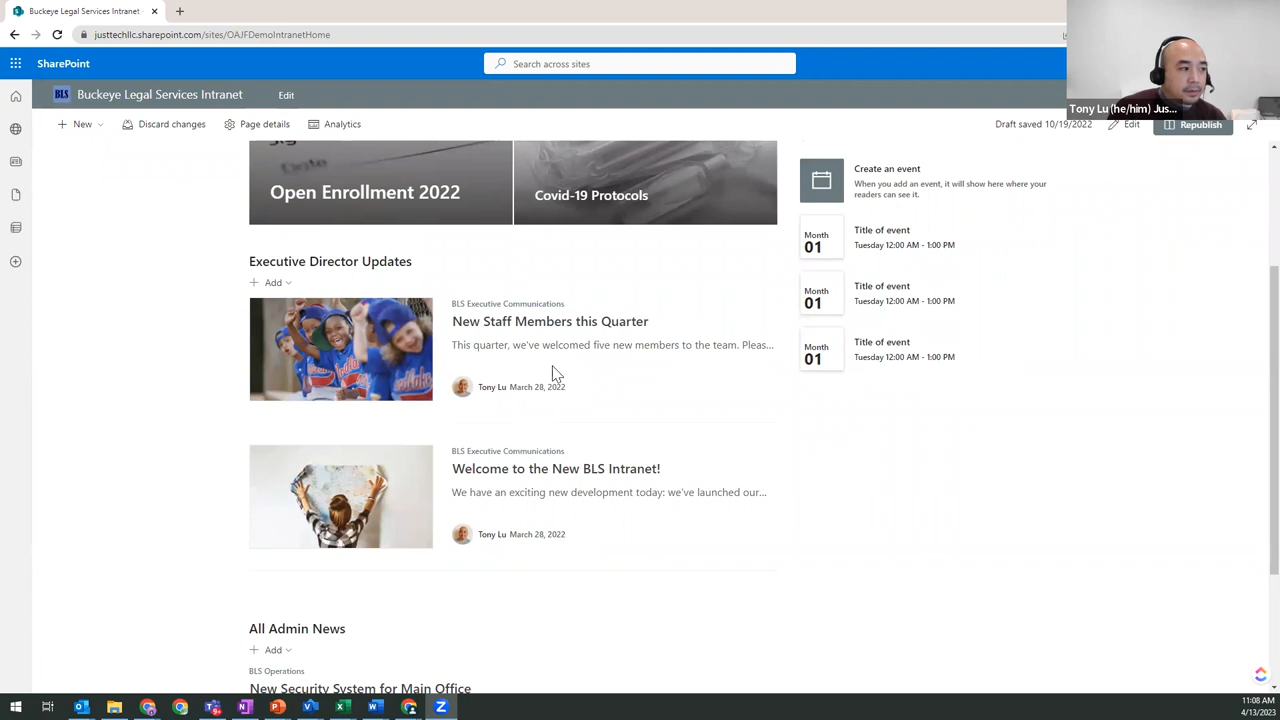 Buckeye Legal Services Intranet
justtechllc.sharepoint.com/sites/OAJFDemoIntranetHome
SharePoint
Search across sites
BLS
Buckeye Legal Services Intranet
Edit
New
Discard changes
Page details
Analytics
Draft saved 10/19/2022
Edit
Republish
Tony Lu (he/him) Jus...
Open Enrollment 2022
Covid-19 Protocols
Create an event
When you add an event, it will show here where your
readers can see it.
Month
01
Title of event
Tuesday 12:00 AM - 1:00 PM
Month
01
Title of event
Tuesday 12:00 AM - 1:00 PM
Month
01
Title of event
Tuesday 12:00 AM - 1:00 PM
Executive Director Updates
Add
BLS Executive Communications
New Staff Members this Quarter
This quarter, we've welcomed five new members to the team. Pleas...
Tony Lu March 28, 2022
BLS Executive Communications
Welcome to the New BLS Intranet!
We have an exciting new development today: we've launched our...
Tony Lu March 28, 2022
All Admin News
Add
BLS Operations
New Security System for Main Office
11:08 AM
4/13/2023